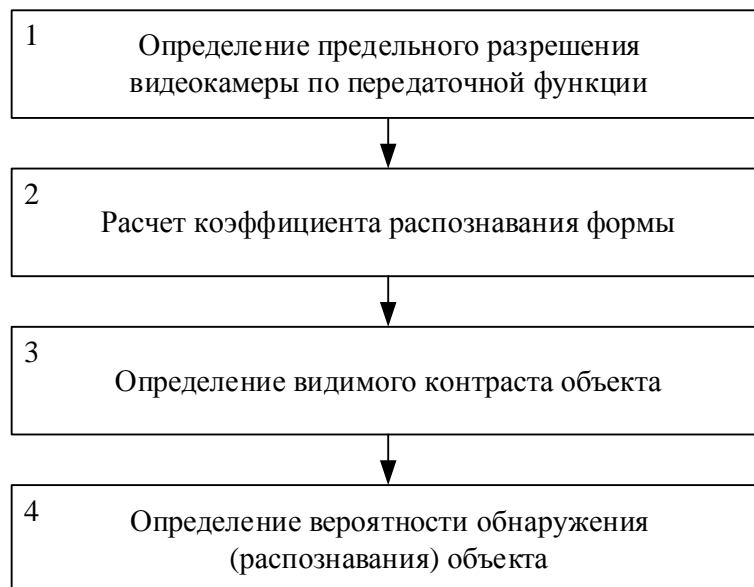 1
Определение предельного разрешения
видеокамеры по передаточной функции
2
Расчет коэффициента распознавания формы
3
Определение видимого контраста объекта
4
Определение вероятности обнаружения
(распознавания) объекта